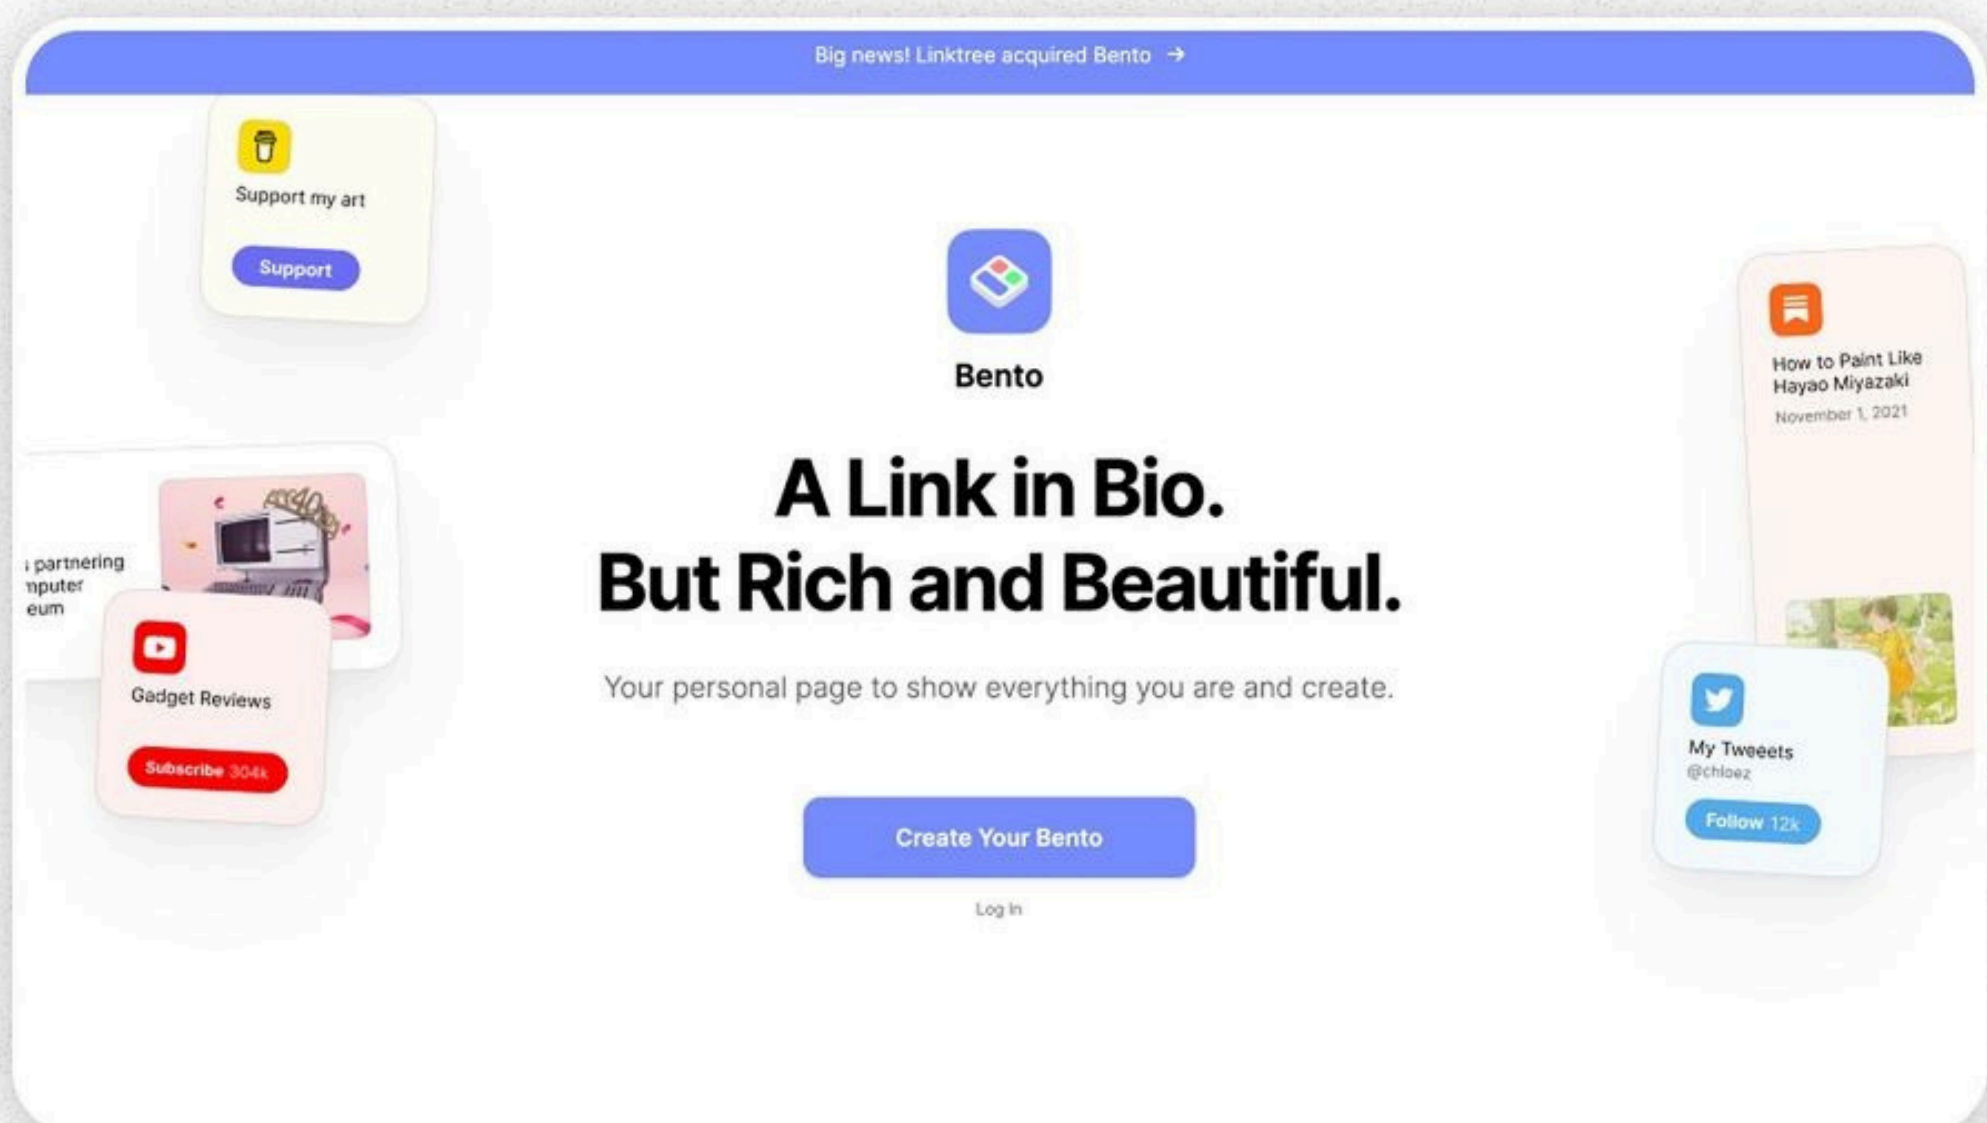 Big news! Linktree acquired Bento →
Support my art
Support
Bento
A Link in Bio.
But Rich and Beautiful.
Your personal page to show everything you are and create.
Create Your Bento
Log In
partnering
mputer
eum
Gadget Reviews
Subscribe 304k
How to Paint Like
Hayao Miyazaki
November 1, 2021
My Tweeets
@chloez
Follow 12k